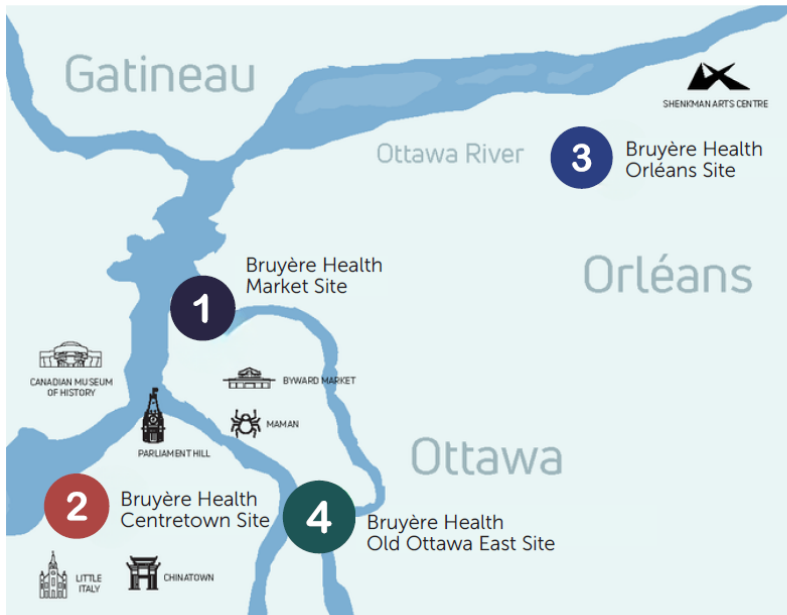 Gatineau
SHENKMAN ARTS CENTRE
Ottawa River
3
Bruyère Health
Orléans Site
Orléans
Bruyère Health
Market Site
1
CANADIAN MUSEUM
OF HISTORY
BYWARD MARKET
MAMAN
PARLIAMENT HILL
Ottawa
2
Bruyère Health
Centretown Site
4
Bruyère Health
Old Ottawa East Site
LITTLE
ITALY
CHINATOWN